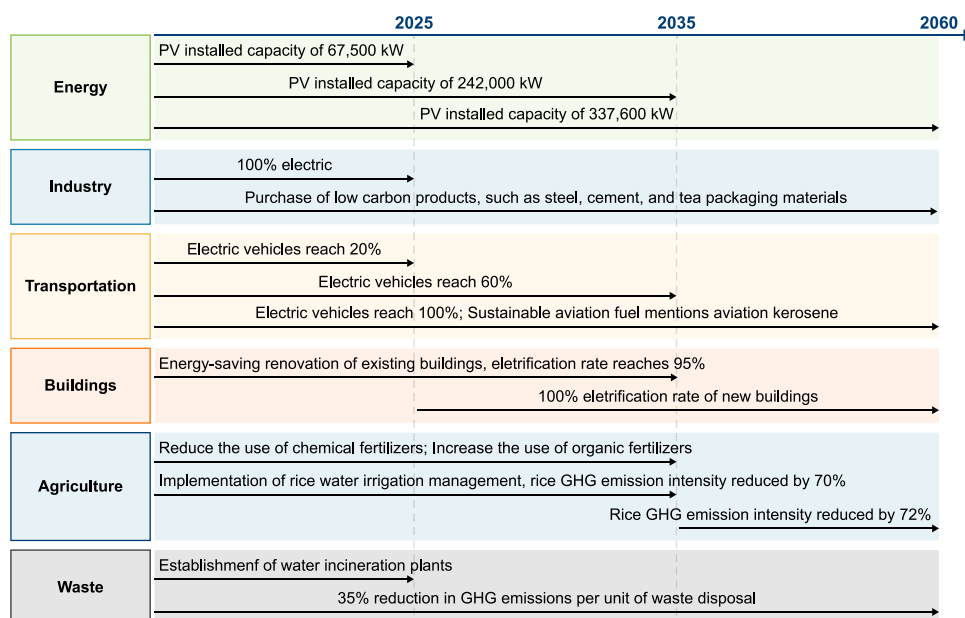 2025 2035 2060
Energy
PV installed capacity of 67,500 kW
PV installed capacity of 242,000 kW
PV installed capacity of 337,600 kW
Industry
100% electric
Purchase of low carbon products, such as steel, cement, and tea packaging materials
Transportation
Electric vehicles reach 20%
Electric vehicles reach 60%
Electric vehicles reach 100%; Sustainable aviation fuel mentions aviation kerosene
Buildings
Energy-saving renovation of existing buildings, eletrification rate reaches 95%
100% eletrification rate of new buildings
Agriculture
Reduce the use of chemical fertilizers; Increase the use of organic fertilizers
Implementation of rice water irrigation management, rice GHG emission intensity reduced by 70%
Rice GHG emission intensity reduced by 72%
Waste
Establishmenf of water incineration plants
35% reduction in GHG emissions per unit of waste disposal